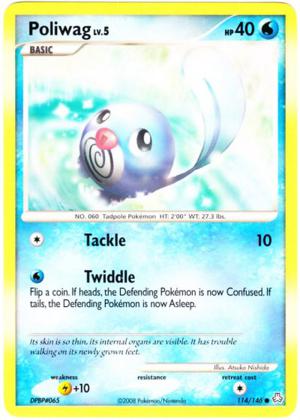 Poliwag LV.5
HP 40
BASIC
NO. 060 Tadpole Pokémon HT: 2'00" WT: 27.3 lbs.
Tackle 10
Twiddle
Flip a coin. If heads, the Defending Pokémon is now Confused. If
tails, the Defending Pokémon is now Asleep.
Its skin is so thin, its internal organs are visible. It has trouble
walking on its newly grown feet.
Illus. Atsuko Nishida
weakness resistance retreat cost
+10
DPBP#065 ©2008 Pokémon/Nintendo 114/146